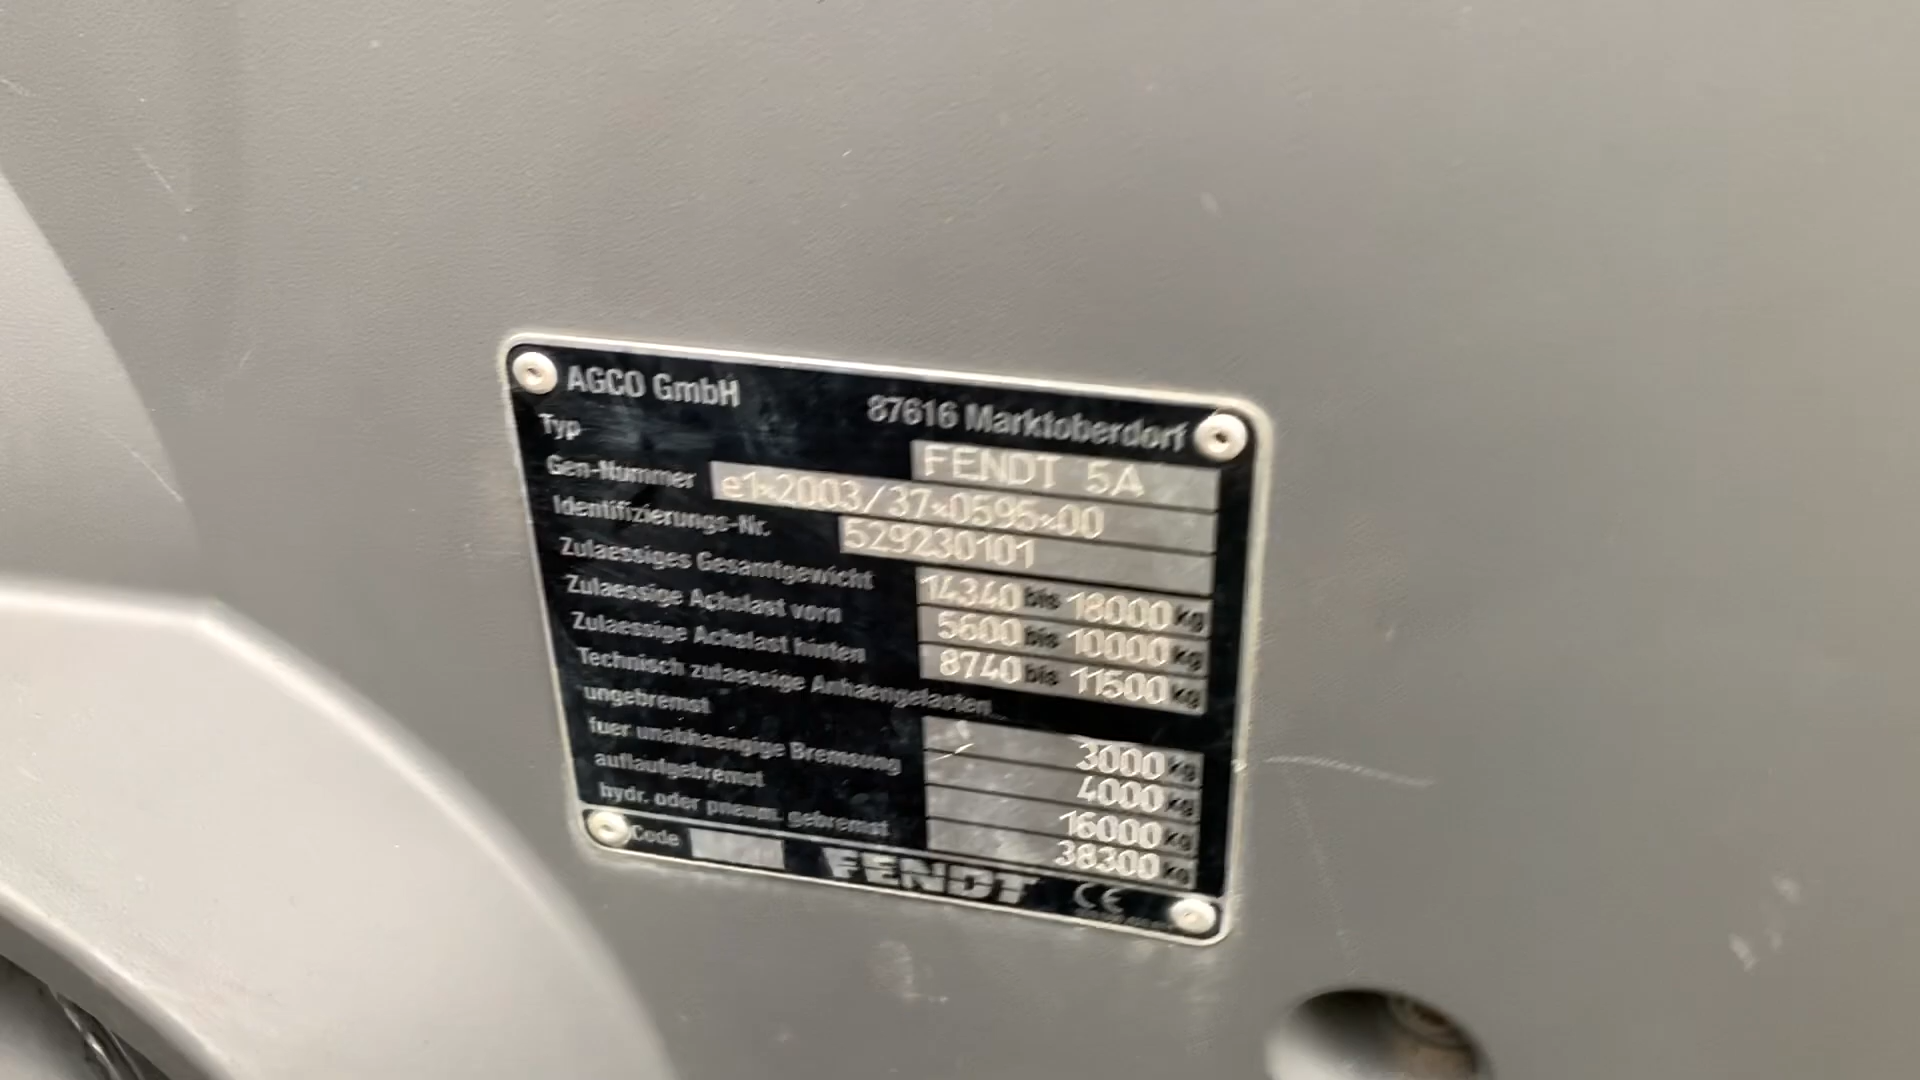 AGCO GmbH 87616 Marktoberdorf
Typ FENDT 5A
Gen-Nummer e1*2003/37*0595*00
Identifizierungs-Nr. 529230101
Zulaessiges Gesamtgewicht 14340 bis 18000 kg
Zulaessige Achslast vorn 5600 bis 10000 kg
Zulaessige Achslast hinten 8740 bis 11500 kg
Technisch zulaessige Anhaengelasten
ungebremst 3000 kg
fuer unabhaengige Bremsung 4000 kg
auflaufgebremst 16000 kg
hydr. oder pneum. gebremst 38300 kg
Code FENDT CE